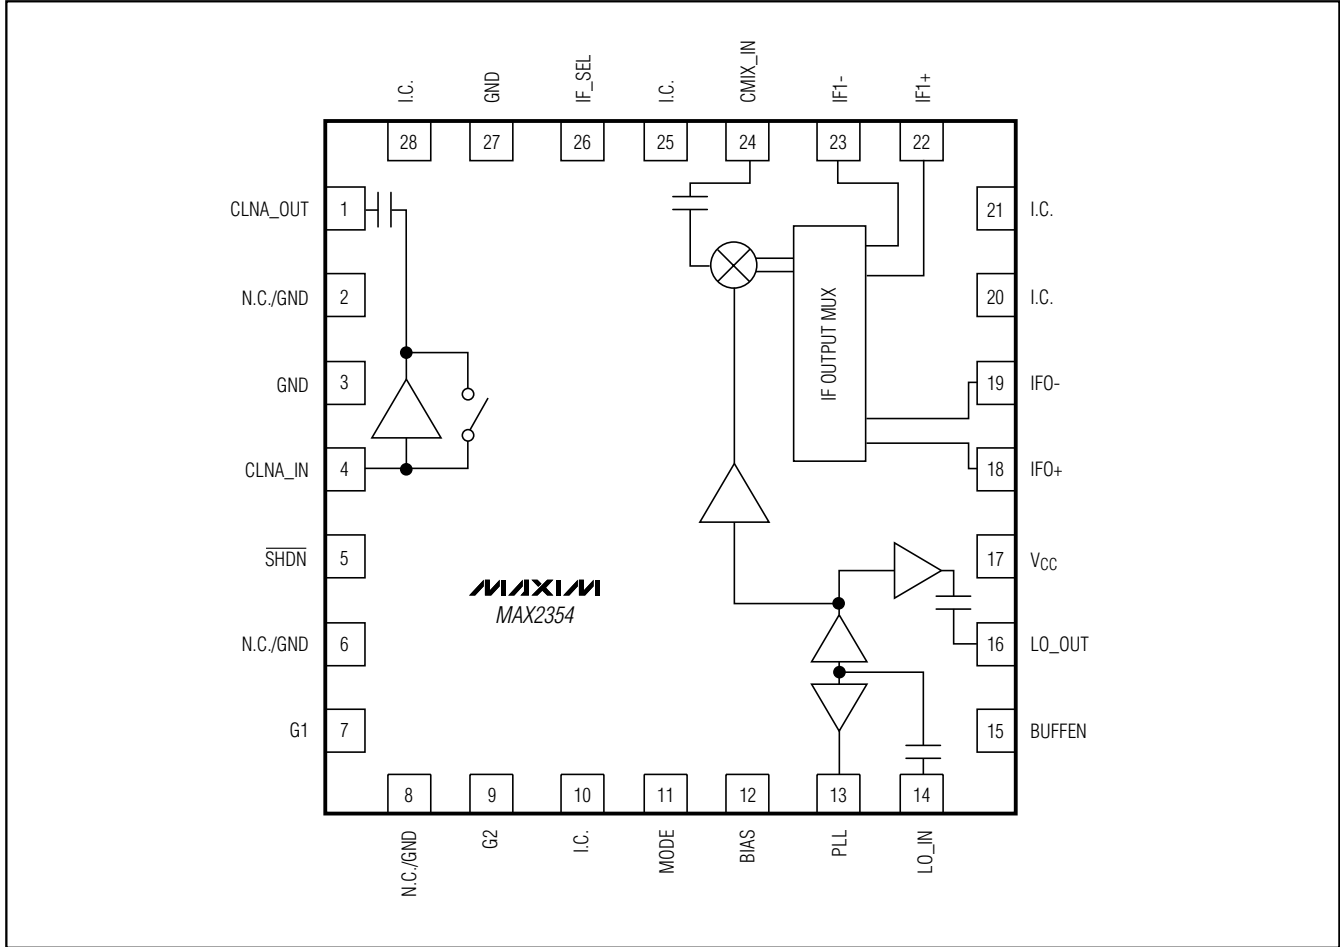 I.C.
GND
IF_SEL
I.C.
CMIX_IN
IF1-
IF1+
28
27
26
25
24
23
22
CLNA_OUT
1
21
I.C.
N.C./GND
2
20
I.C.
IF OUTPUT MUX
GND
3
19
IF0-
CLNA_IN
4
18
IF0+
SHDN
5
17
VCC
MAXIM
MAX2354
N.C./GND
6
16
LO_OUT
G1
7
15
BUFFEN
8
9
10
11
12
13
14
N.C./GND
G2
I.C.
MODE
BIAS
PLL
LO_IN